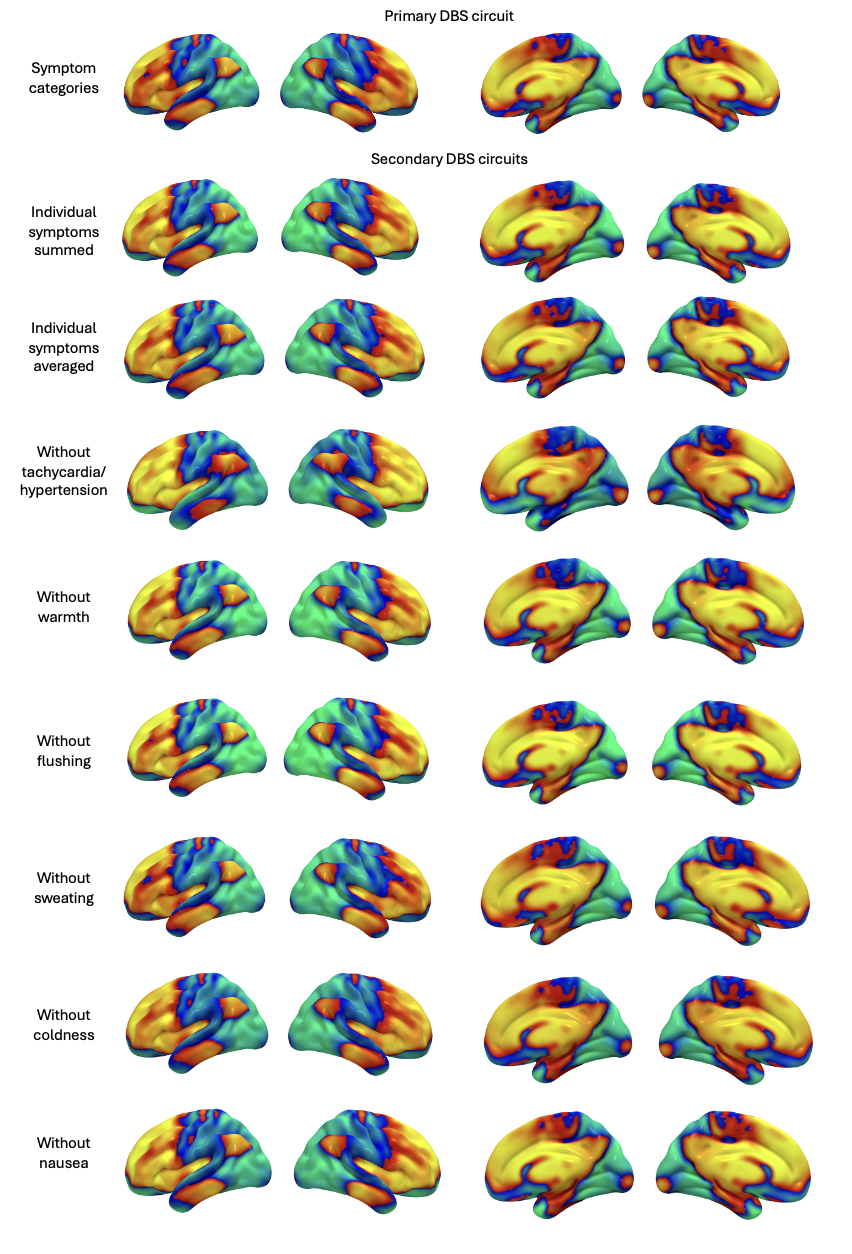 Primary DBS circuit
Symptom
categories
Secondary DBS circuits
Individual
symptoms
summed
Individual
symptoms
averaged
Without
tachycardia/
hypertension
Without
warmth
Without
flushing
Without
sweating
Without
coldness
Without
nausea